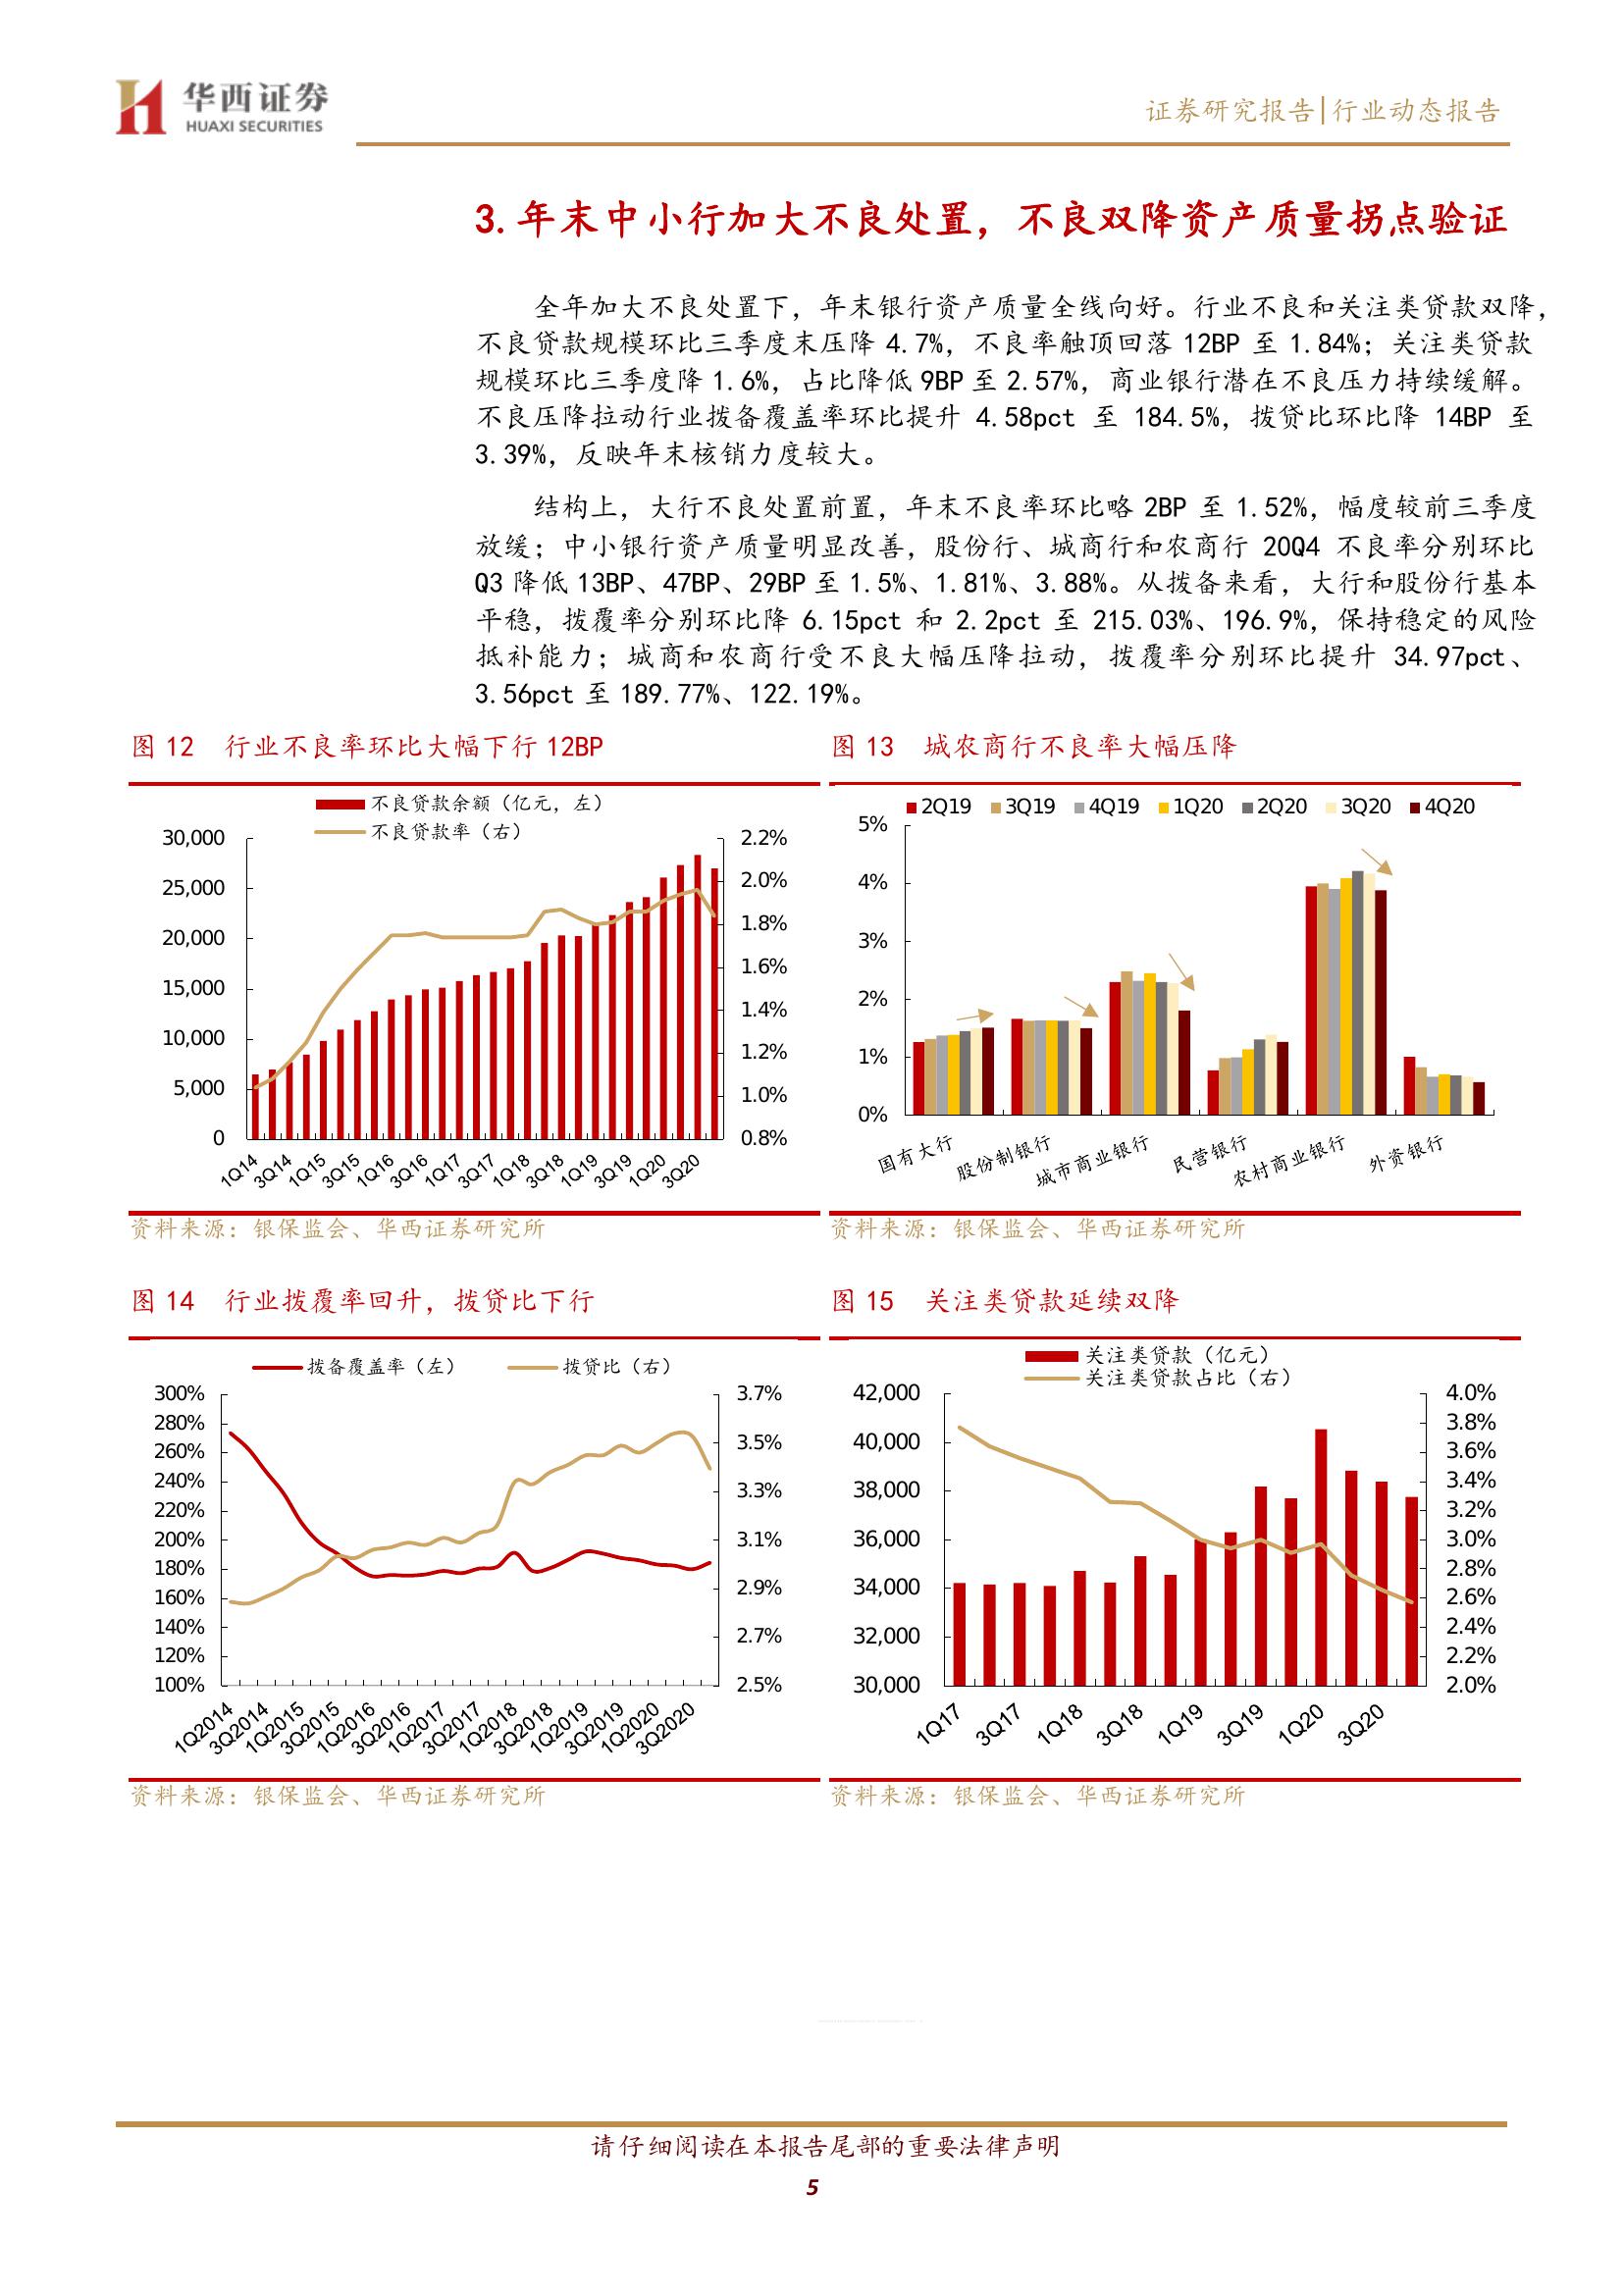 华西证券
HUAXI SECURITIES
证券研究报告|行业动态报告
3.年末中小行加大不良处置，不良双降资产质量拐点验证
全年加大不良处置下，年末银行资产质量全线向好。行业不良和关注类贷款双降，
不良贷款规模环比三季度末压降 4.7%，不良率触顶回落 12BP 至 1.84%；关注类贷款
规模环比三季度降 1.6%，占比降低 9BP 至 2.57%，商业银行潜在不良压力持续缓解。
不良压降拉动行业拨备覆盖率环比提升 4.58pct 至 184.5%，拨贷比环比降 14BP 至
3.39%，反映年末核销力度较大。
结构上，大行不良处置前置，年末不良率环比略 2BP 至 1.52%，幅度较前三季度
放缓；中小银行资产质量明显改善，股份行、城商行和农商行 20Q4 不良率分别环比
Q3 降低 13BP、47BP、29BP 至 1.5%、1.81%、3.88%。从拨备来看，大行和股份行基本
平稳，拨覆率分别环比降 6.15pct 和 2.2pct 至 215.03%、196.9%，保持稳定的风险
抵补能力；城商和农商行受不良大幅压降拉动，拨覆率分别环比提升 34.97pct、
3.56pct 至 189.77%、122.19%。
图 12 行业不良率环比大幅下行 12BP
不良贷款余额（亿元，左）
不良贷款率（右）
30,000
25,000
20,000
15,000
10,000
5,000
0
2.2%
2.0%
1.8%
1.6%
1.4%
1.2%
1.0%
0.8%
1Q14 3Q14 1Q15 3Q15 1Q16 3Q16 1Q17 3Q17 1Q18 3Q18 1Q19 3Q19 1Q20 3Q20
资料来源：银保监会、华西证券研究所
图 13 城农商行不良率大幅压降
2Q19 3Q19 4Q19 1Q20 2Q20 3Q20 4Q20
5%
4%
3%
2%
1%
0%
国有大行 股份制银行 城市商业银行 民营银行 农村商业银行 外资银行
资料来源：银保监会、华西证券研究所
图 14 行业拨覆率回升，拨贷比下行
拨备覆盖率（左） 拨贷比（右）
300%
280%
260%
240%
220%
200%
180%
160%
140%
120%
100%
3.7%
3.5%
3.3%
3.1%
2.9%
2.7%
2.5%
1Q2014 3Q2014 1Q2015 3Q2015 1Q2016 3Q2016 1Q2017 3Q2017 1Q2018 3Q2018 1Q2019 3Q2019 1Q2020 3Q2020
资料来源：银保监会、华西证券研究所
图 15 关注类贷款延续双降
关注类贷款（亿元）
关注类贷款占比（右）
42,000
40,000
38,000
36,000
34,000
32,000
30,000
4.0%
3.8%
3.6%
3.4%
3.2%
3.0%
2.8%
2.6%
2.4%
2.2%
2.0%
1Q17 3Q17 1Q18 3Q18 1Q19 3Q19 1Q20 3Q20
资料来源：银保监会、华西证券研究所
请仔细阅读在本报告尾部的重要法律声明
5